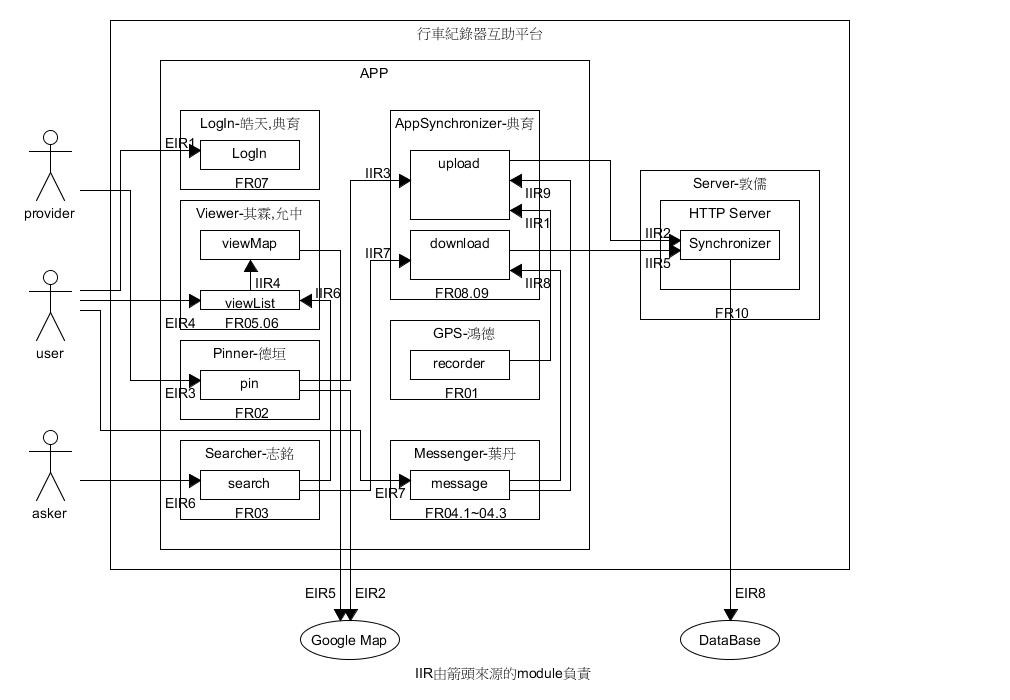 行車紀錄器互助平台
APP
LogIn-皓天,典育
EIR1
LogIn
FR07
provider
Viewer-其霖,允中
viewMap
IIR4
viewList
IIR6
EIR4
FR05.06
user
Pinner-德垣
pin
EIR3
FR02
Searcher-志銘
search
EIR6
FR03
asker
AppSynchronizer-典育
upload
IIR3
IIR9
IIR1
download
IIR7
IIR8
FR08.09
GPS-鴻德
recorder
FR01
Messenger-葉丹
message
EIR7
FR04.1~04.3
Server-敦儒
HTTP Server
IIR2
Synchronizer
IIR5
FR10
EIR5
EIR2
EIR8
Google Map
DataBase
IIR由箭頭來源的module負責